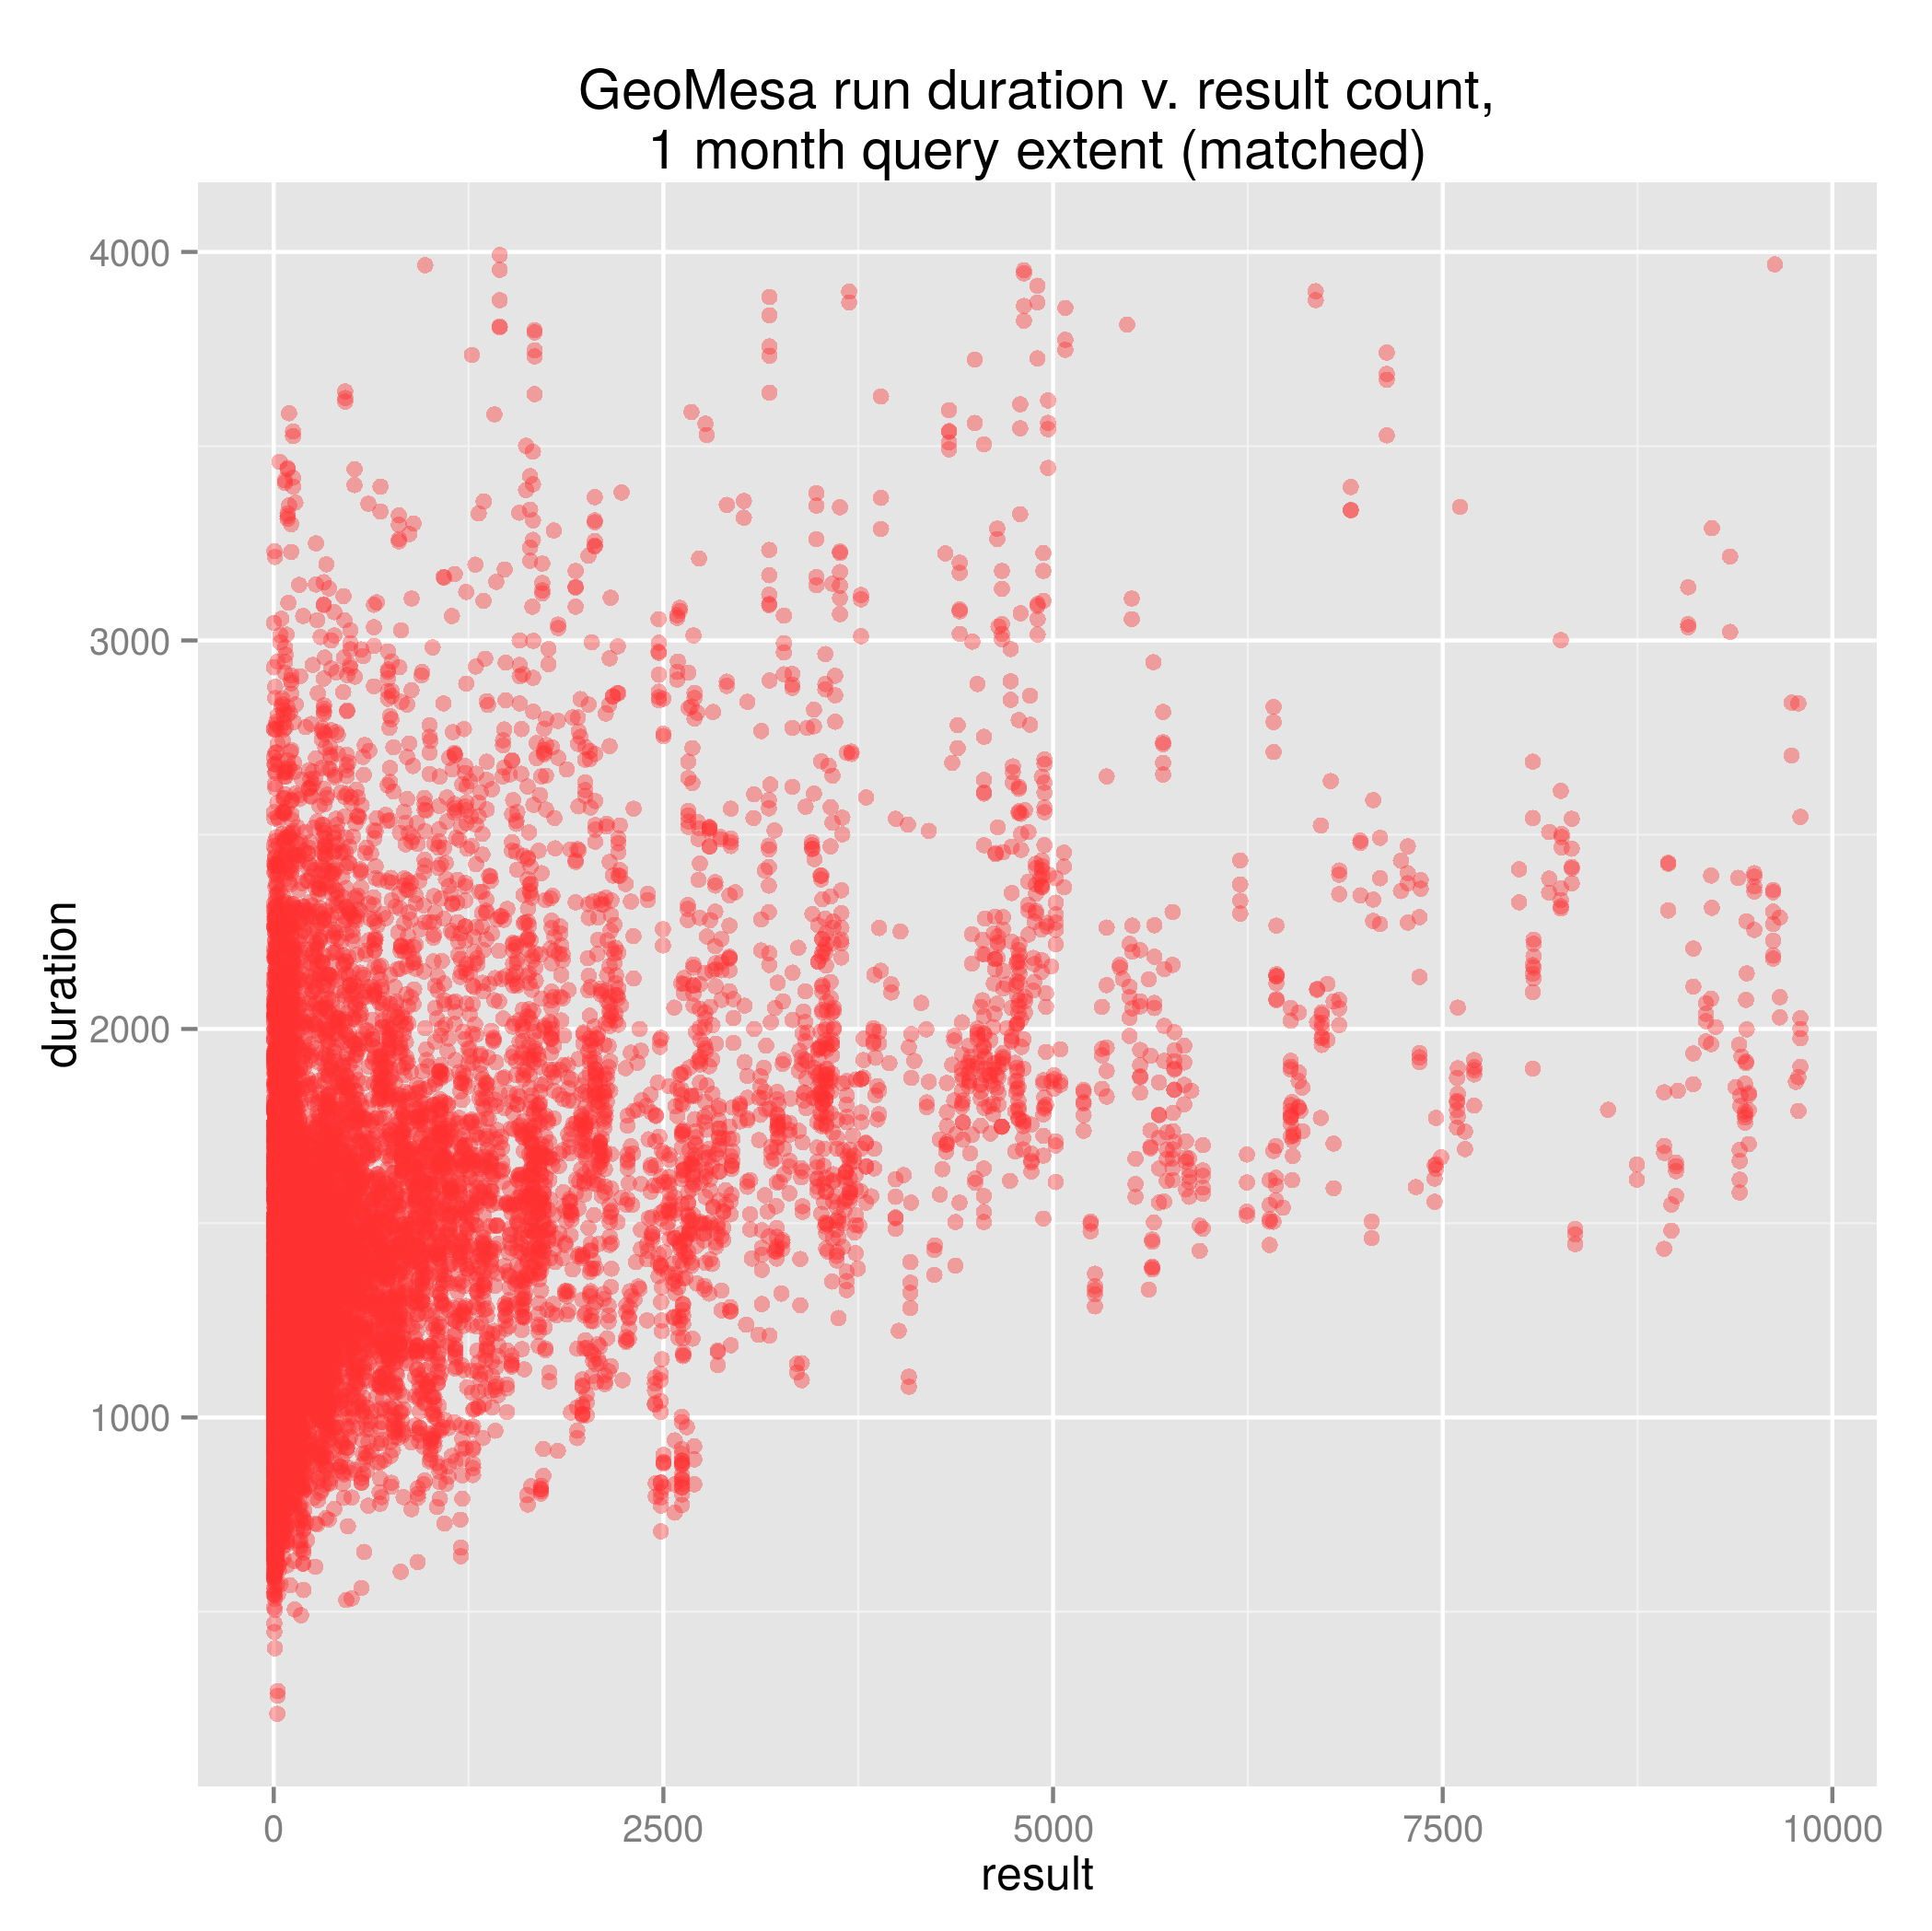 GeoMesa run duration v. result count,
1 month query extent (matched)
duration
4000
3000
2000
1000
0
2500
5000
7500
10000
result